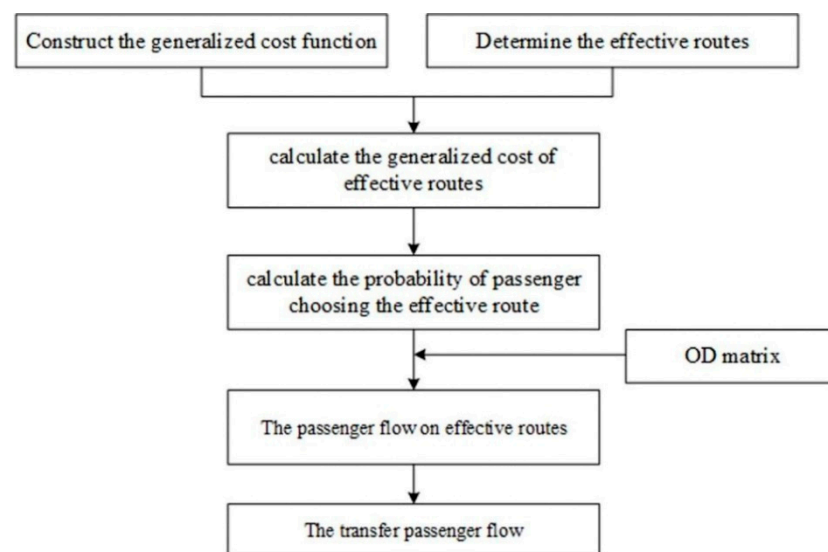 Construct the generalized cost function
Determine the effective routes
calculate the generalized cost of
effective routes
calculate the probability of passenger
choosing the effective route
OD matrix
The passenger flow on effective routes
The transfer passenger flow